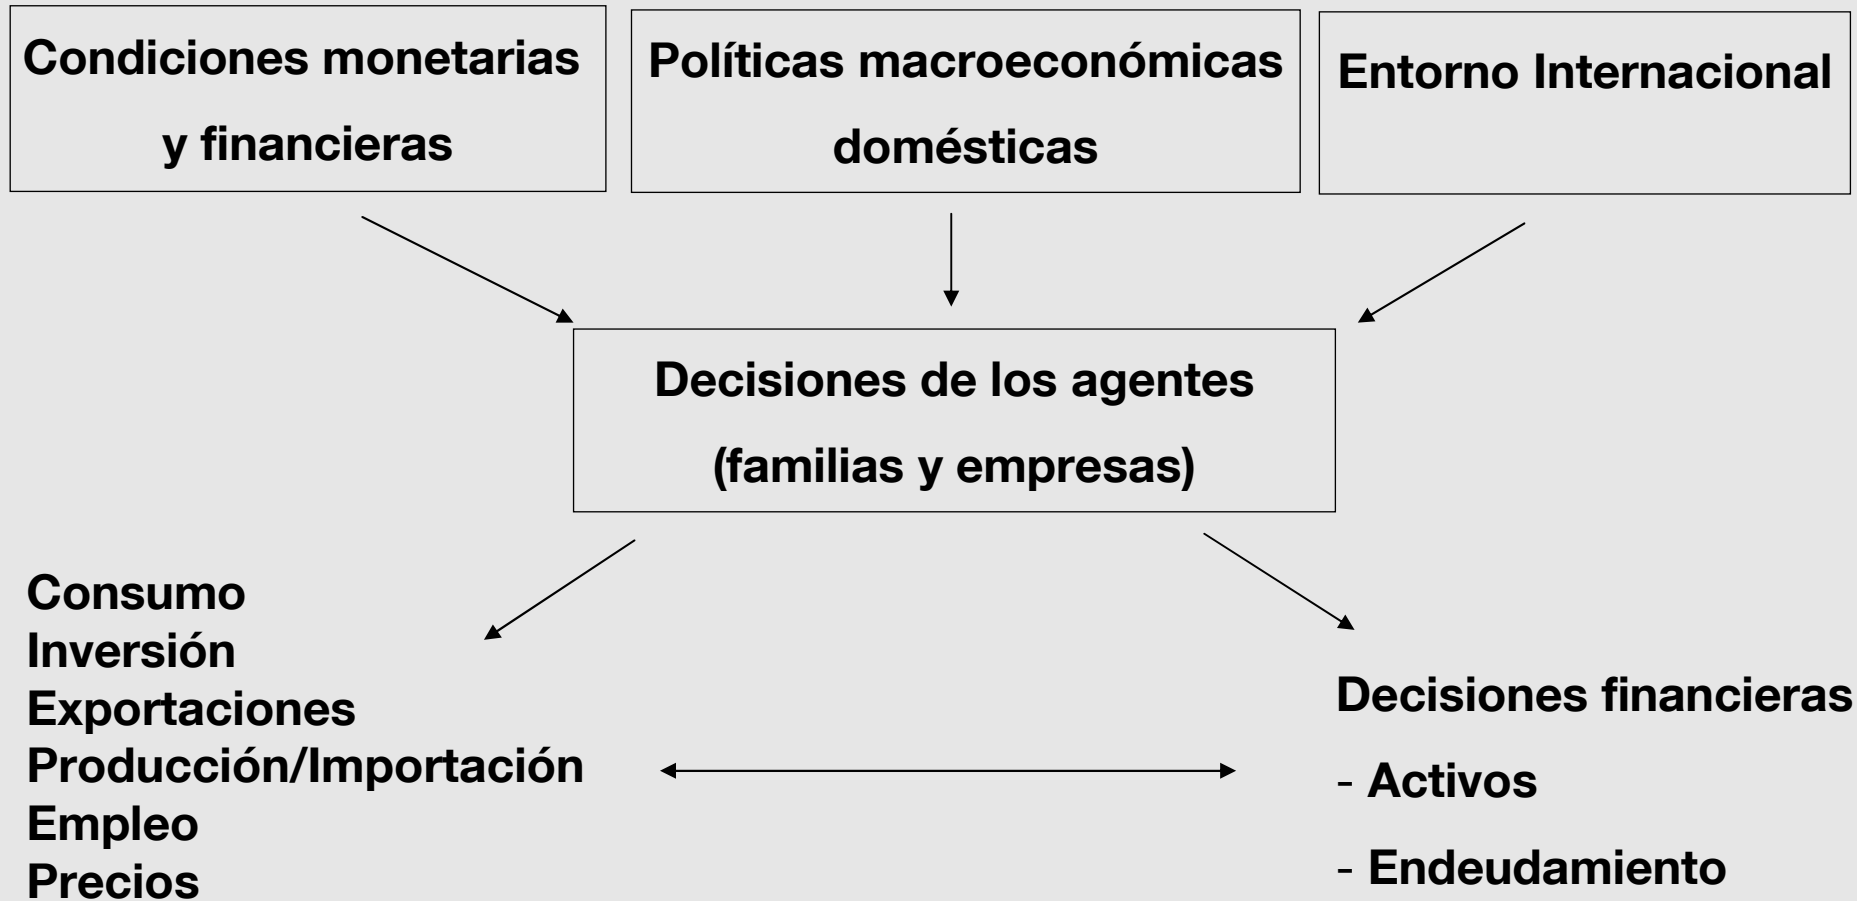 Condiciones monetarias
y financieras
Políticas macroeconómicas
domésticas
Entorno Internacional
Decisiones de los agentes
(familias y empresas)
Consumo
Inversión
Exportaciones
Producción/Importación
Empleo
Precios
Decisiones financieras
- Activos
- Endeudamiento